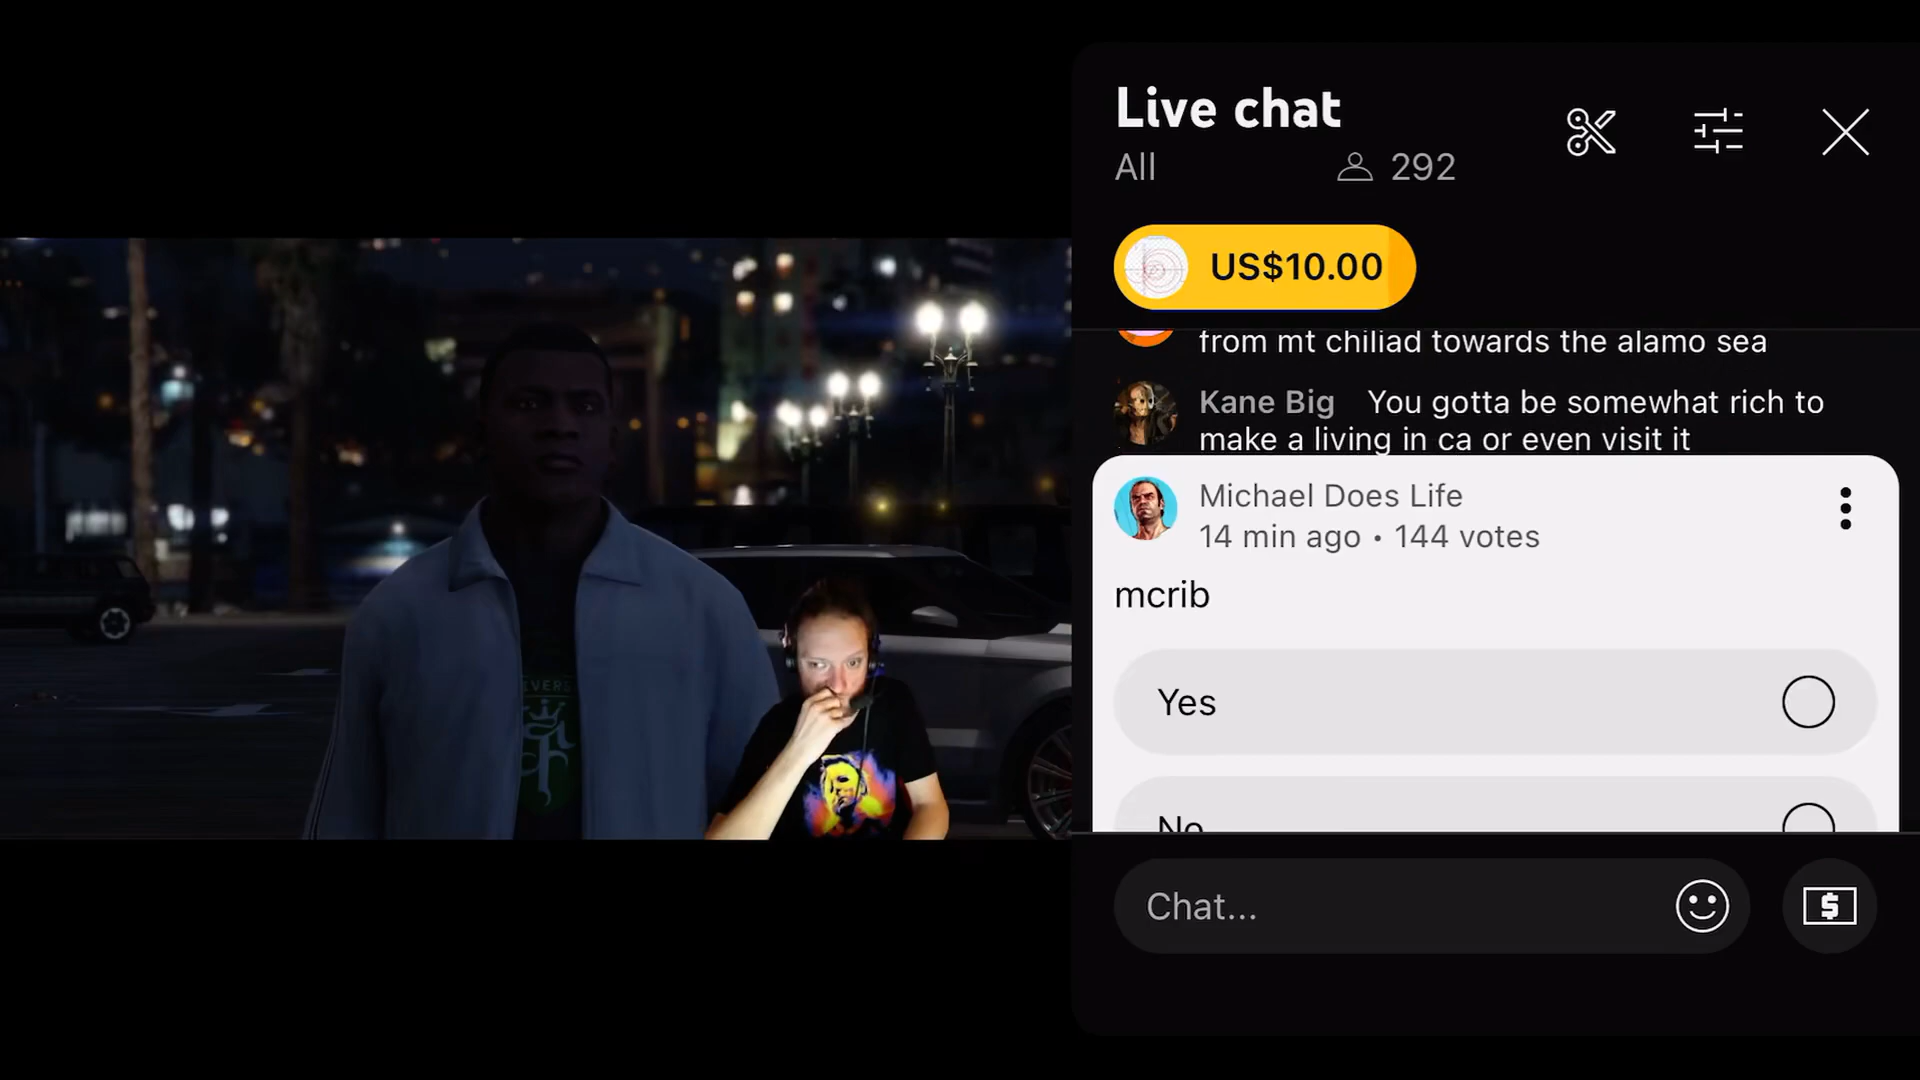 Live chat
All 292
US$10.00
from mt chiliad towards the alamo sea
Kane Big You gotta be somewhat rich to
make a living in ca or even visit it
Michael Does Life
14 min ago • 144 votes
mcrib
Yes
No
Chat...